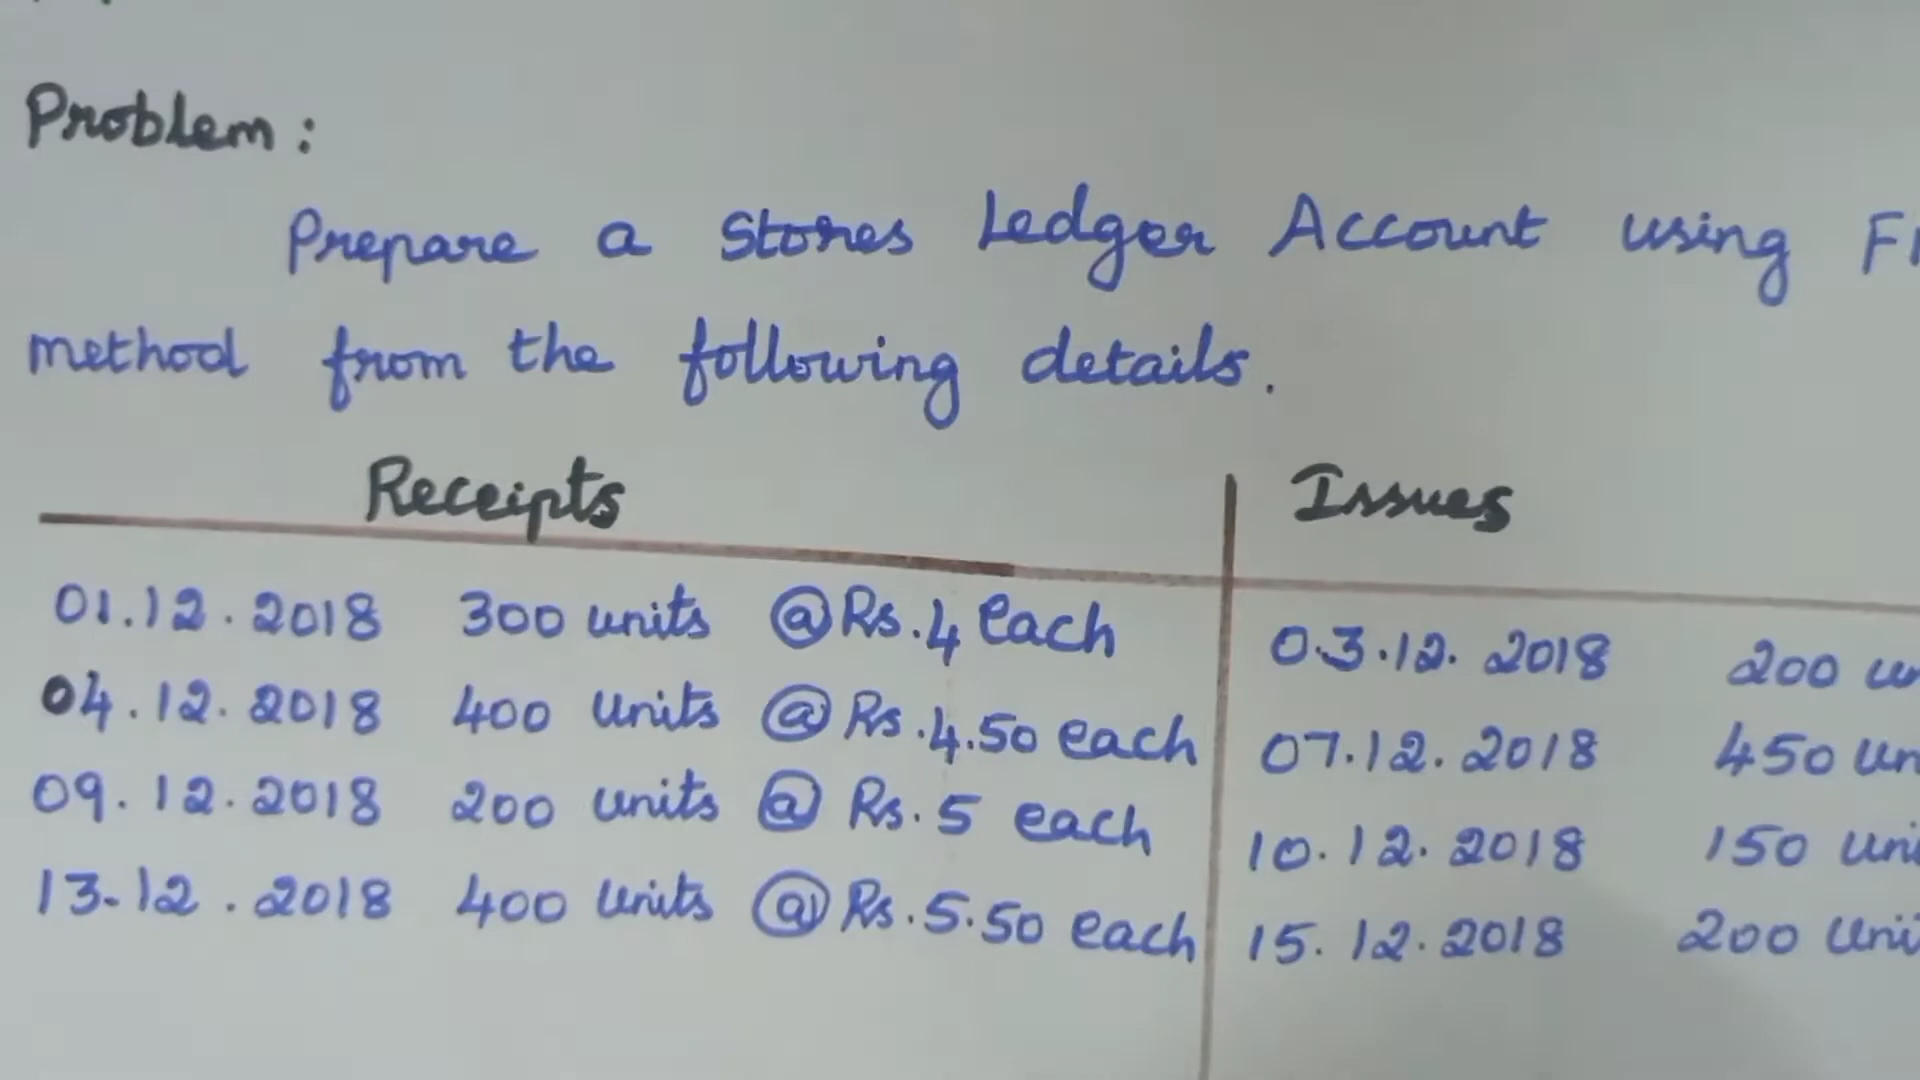 Problem :
Prepare a Stores Ledger Account using
method from the following details.
Receipts
Issues
01.12.2018 300 units @ Rs.4 each
0.3.12.2018 200
04.12.2018 400 units @ Rs.4.50 each
07.12.2018 450
09.12.2018 200 units @ Rs.5 each
10.12.2018 150
13-12.2018 400 units @ Rs.5.50 each
15.12.2018 200